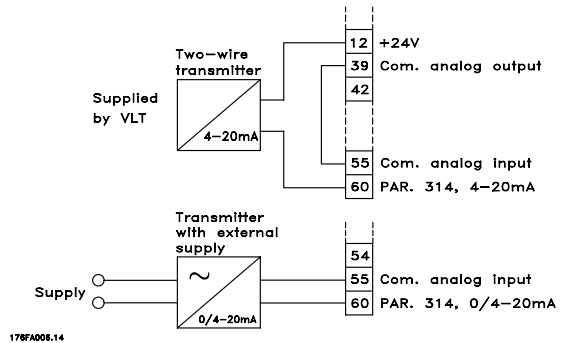 12 +24V
Two-wire
transmitter
39 Com. analog output
Supplied
by VLT
42
4-20mA
55 Com. analog input
60 PAR. 314, 4-20mA
Transmitter
with external
supply
54
~
55 Com. analog input
Supply
60 PAR. 314, 0/4-20mA
0/4-20mA
176FA005.14